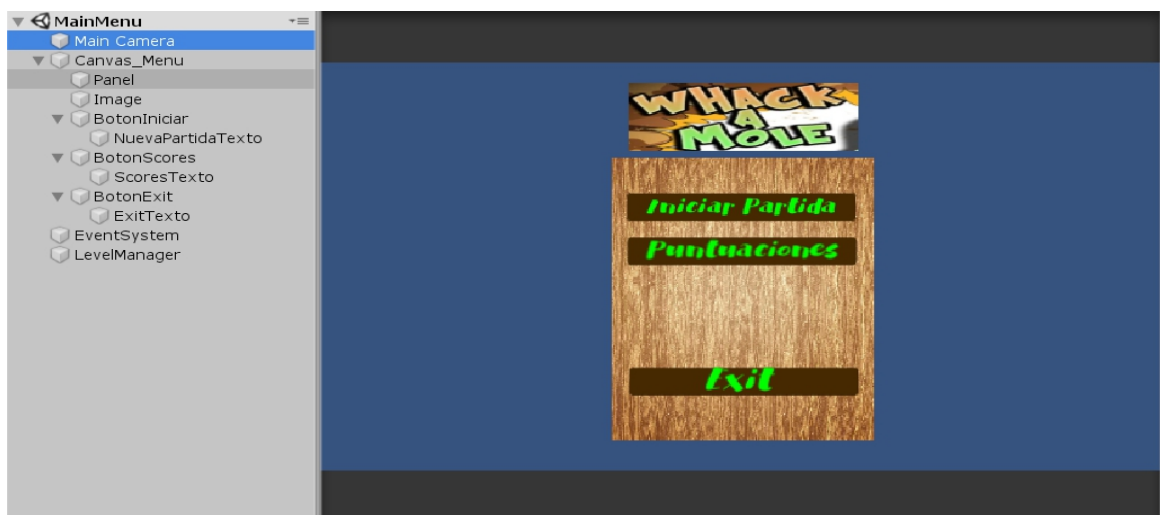 MainMenu
Main Camera
Canvas_Menu
Panel
Image
BotonIniciar
NuevaPartidaTexto
BotonScores
ScoresTexto
BotonExit
ExitTexto
EventSystem
LevelManager
WHACK
A
MOLE
Iniciar Partida
Puntuaciones
Exit